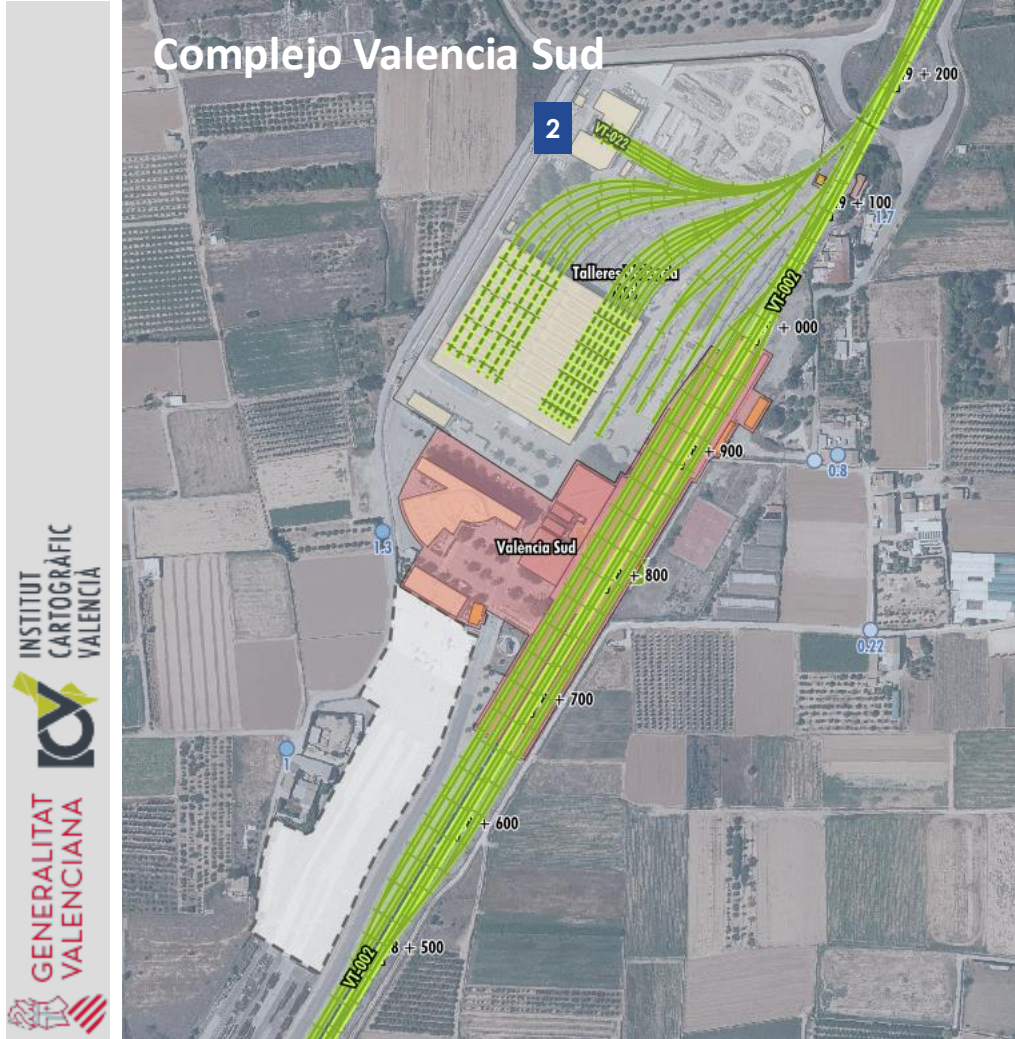 Complejo Valencia Sud
2
VT-022
9 + 200
9 + 100
1.7
VT-002
+ 000
Talleres València
+ 900
0.8
1.3
València Sud
+ 800
0.22
+ 700
1
+ 600
8 + 500
VT-002
INSTITUT
CARTOGRÀFIC
VALENCIÀ
ICV
GENERALITAT
VALENCIANA